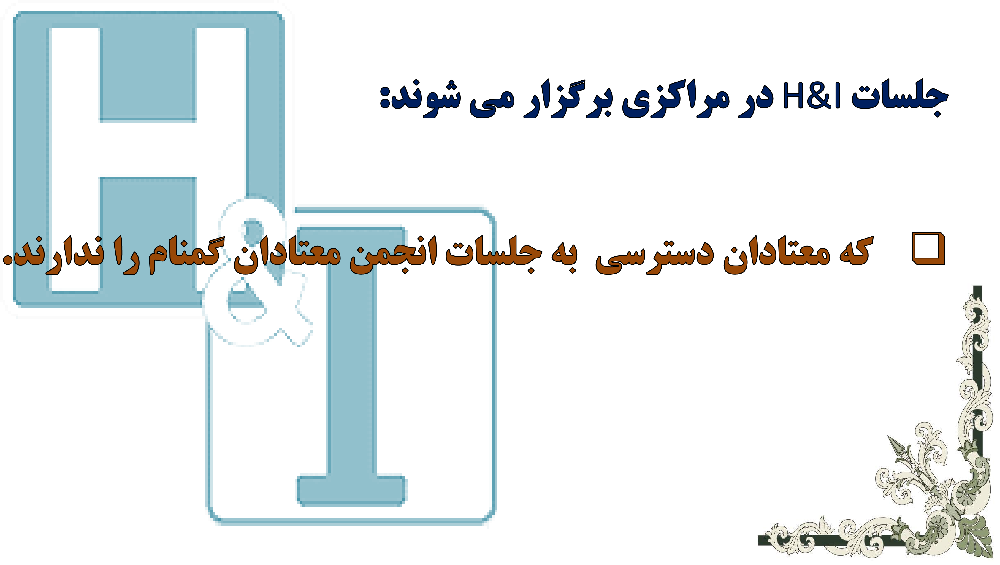 جلسات H&I در مراکزی برگزار می شوند:
❑ که معتادان دسترسی به جلسات انجمن معتادان گمنام را ندارند.
H&I